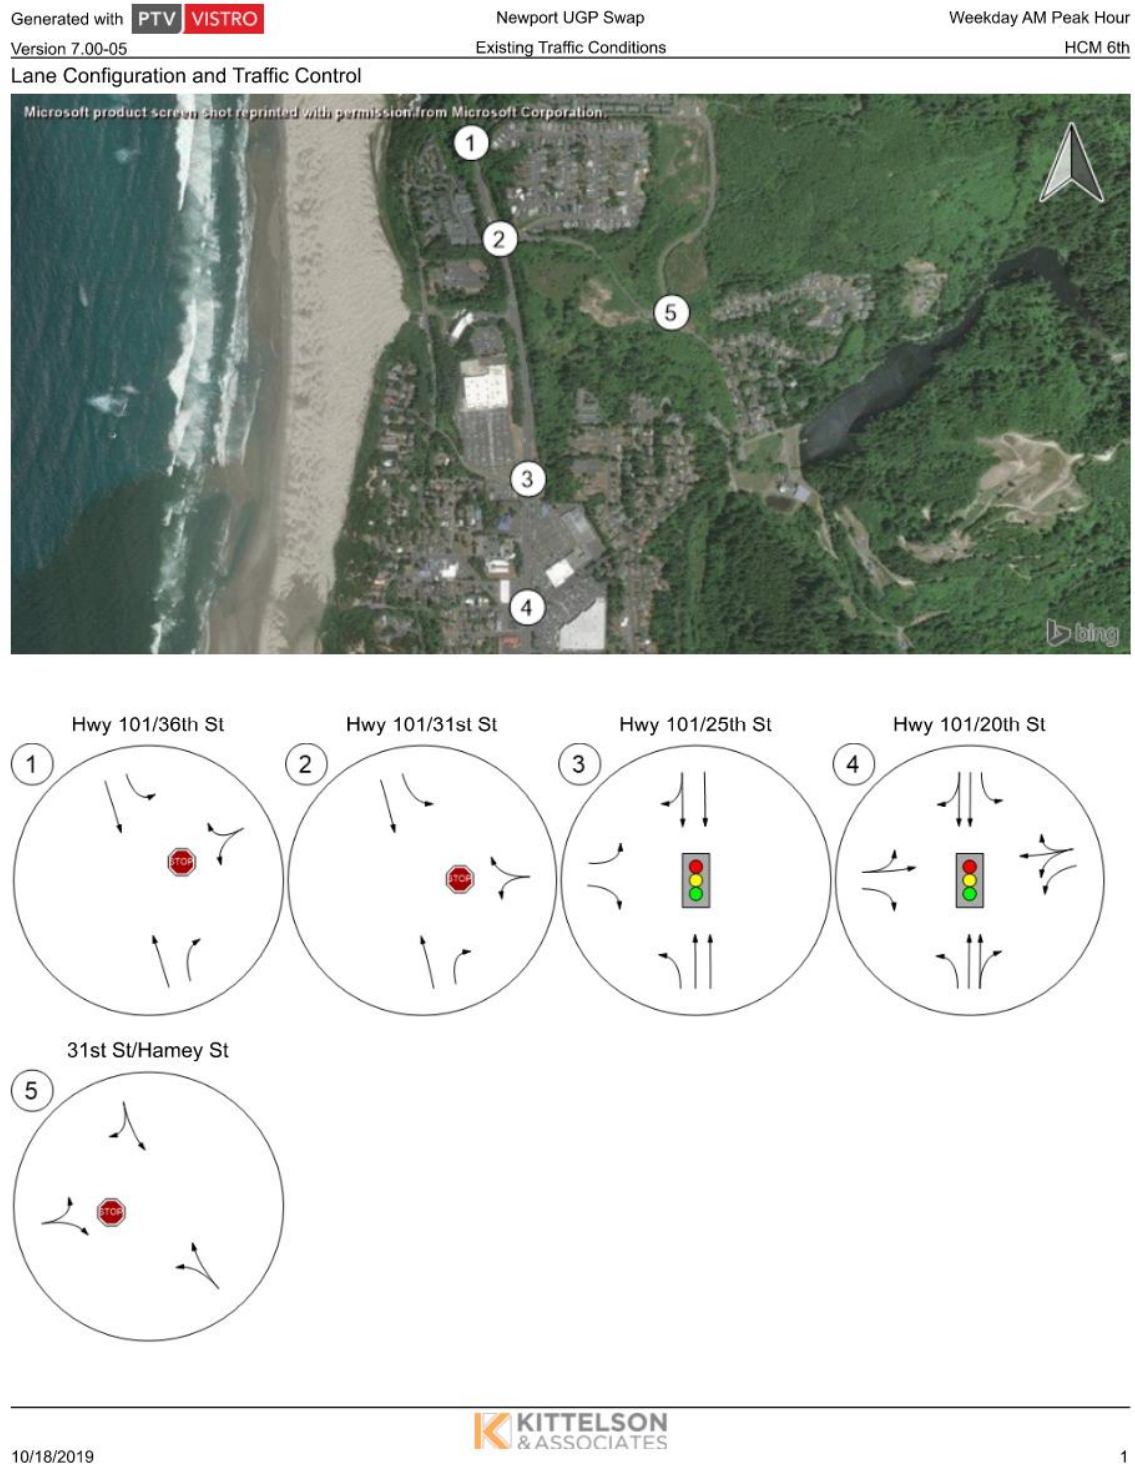 Generated with PTV VISTRO
Newport UGP Swap
Weekday AM Peak Hour
Version 7.00-05
Existing Traffic Conditions
HCM 6th
Lane Configuration and Traffic Control
Microsoft product screen shot reprinted with permission from Microsoft Corporation.
1
2
5
3
4
bing
Hwy 101/36th St
Hwy 101/31st St
Hwy 101/25th St
Hwy 101/20th St
1
2
3
4
STOP
STOP
31st St/Hamey St
5
STOP
KITTELSON
& ASSOCIATES
10/18/2019
1